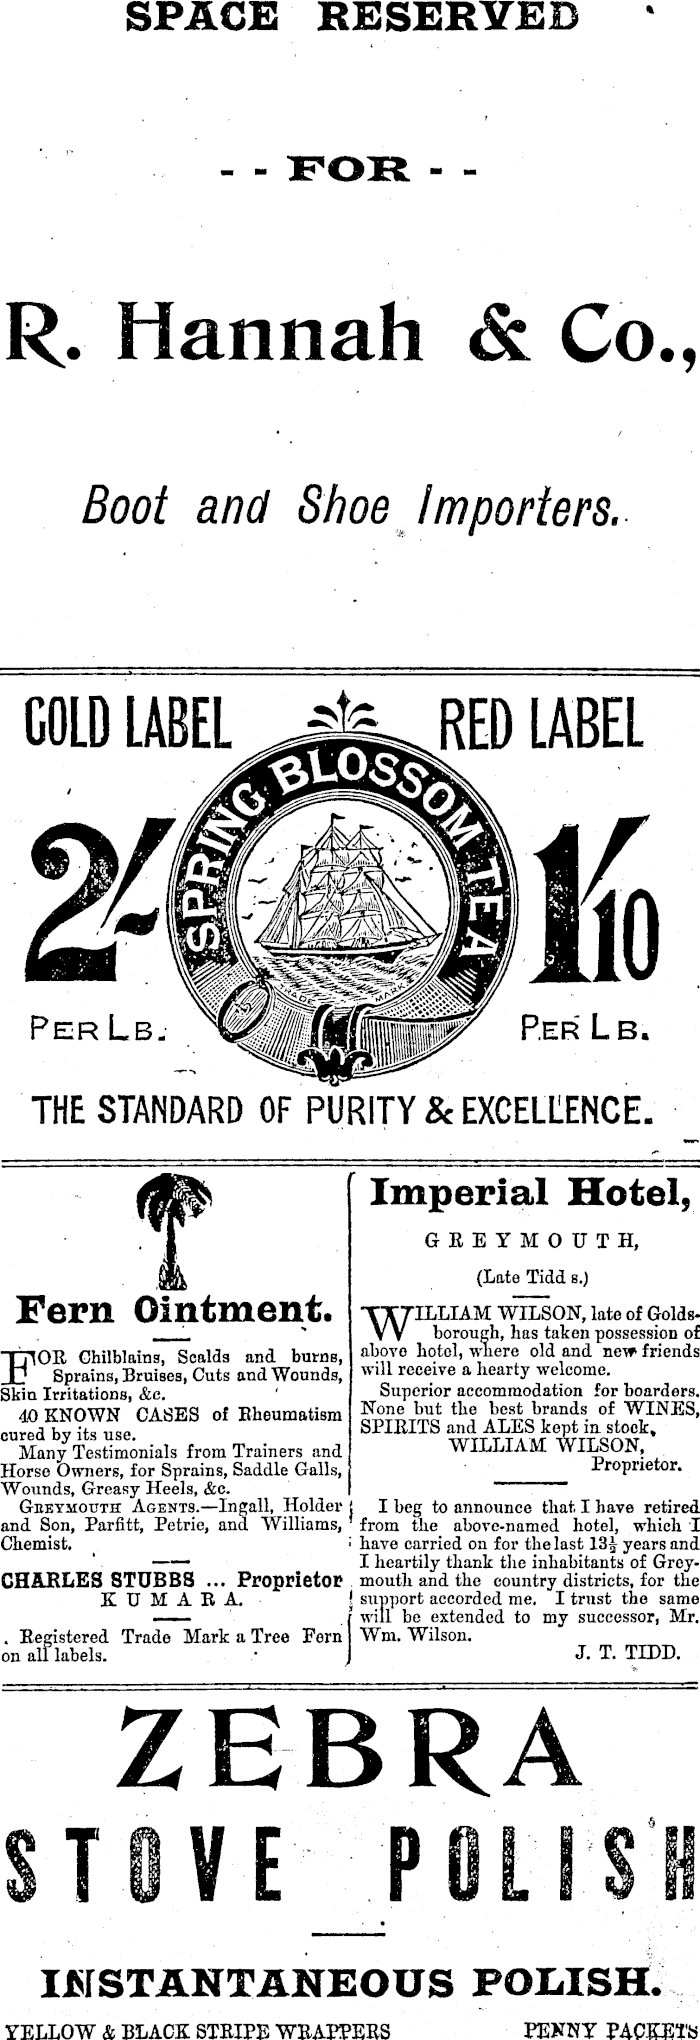 SPACE RESERVED
- - FOR - -
R. Hannah & Co.,
Boot and Shoe Importers.
GOLD LABEL
2/-
PER LB.
SPRING BLOSSOM TEA
TRADE MARK
RED LABEL
1/10
PER LB.
THE STANDARD OF PURITY & EXCELLENCE.
Fern Ointment.
FOR Chilblains, Scalds and burns,
Sprains, Bruises, Cuts and Wounds,
Skin Irritations, &c.
40 KNOWN CASES of Rheumatism
cured by its use.
Many Testimonials from Trainers and
Horse Owners, for Sprains, Saddle Galls,
Wounds, Greasy Heels, &c.
GREYMOUTH AGENTS.—Ingall, Holder
and Son, Parfitt, Petrie, and Williams,
Chemist.
CHARLES STUBBS ... Proprietor
KUMARA.
Registered Trade Mark a Tree Fern
on all labels.
Imperial Hotel,
GREYMOUTH,
(Late Tidd s.)
WILLIAM WILSON, late of Golds-
borough, has taken possession of
above hotel, where old and new friends
will receive a hearty welcome.
Superior accommodation for boarders.
None but the best brands of WINES,
SPIRITS and ALES kept in stock,
WILLIAM WILSON,
Proprietor.
I beg to announce that I have retired
from the above-named hotel, which I
have carried on for the last 13½ years and
I heartily thank the inhabitants of Grey-
mouth and the country districts, for the
support accorded me. I trust the same
will be extended to my successor, Mr.
Wm. Wilson.
J. T. TIDD.
ZEBRA
STOVE POLISH
INSTANTANEOUS POLISH.
YELLOW & BLACK STRIPE WRAPPERS PENNY PACKETS